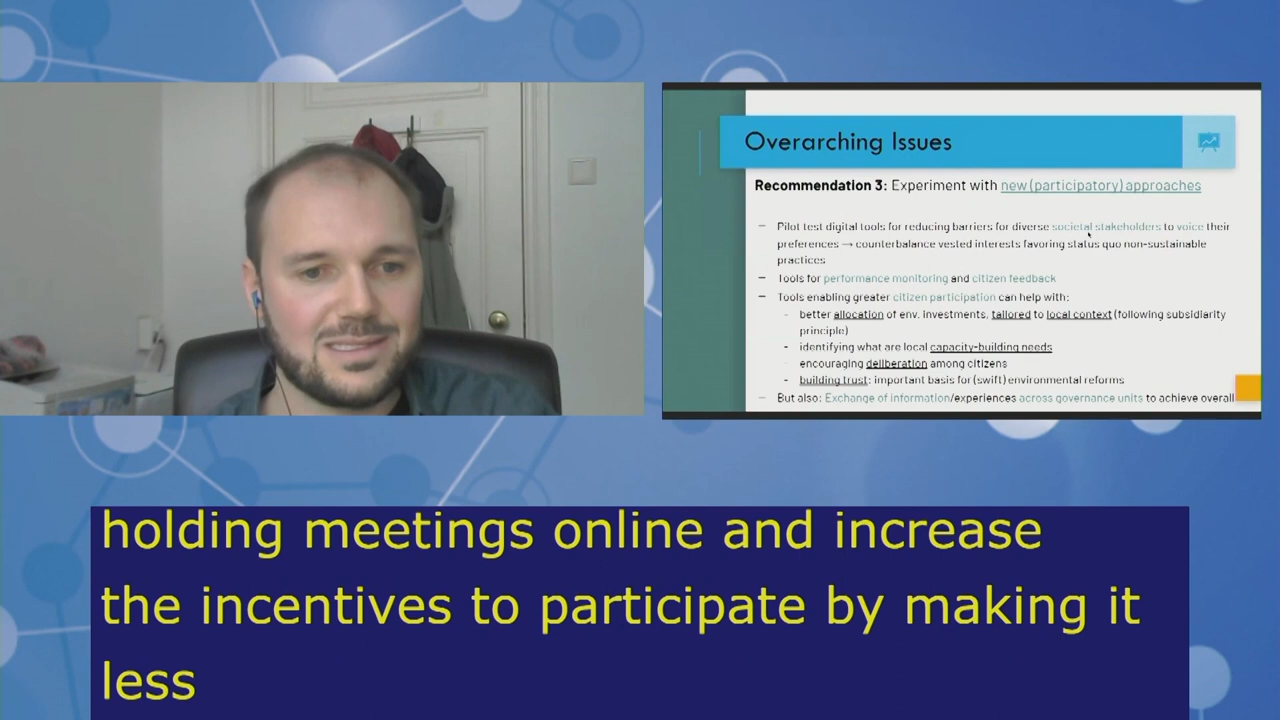 Overarching Issues
Recommendation 3: Experiment with new (participatory) approaches
– Pilot test digital tools for reducing barriers for diverse societal stakeholders to voice their
preferences → counterbalance vested interests favoring status quo non-sustainable
practices
– Tools for performance monitoring and citizen feedback
– Tools enabling greater citizen participation can help with:
- better allocation of env. investments, tailored to local context (following subsidiarity
principle)
- identifying what are local capacity-building needs
- encouraging deliberation among citizens
- building trust: important basis for (swift) environmental reforms
– But also: Exchange of information/experiences across governance units to achieve overall
holding meetings online and increase
the incentives to participate by making it
less